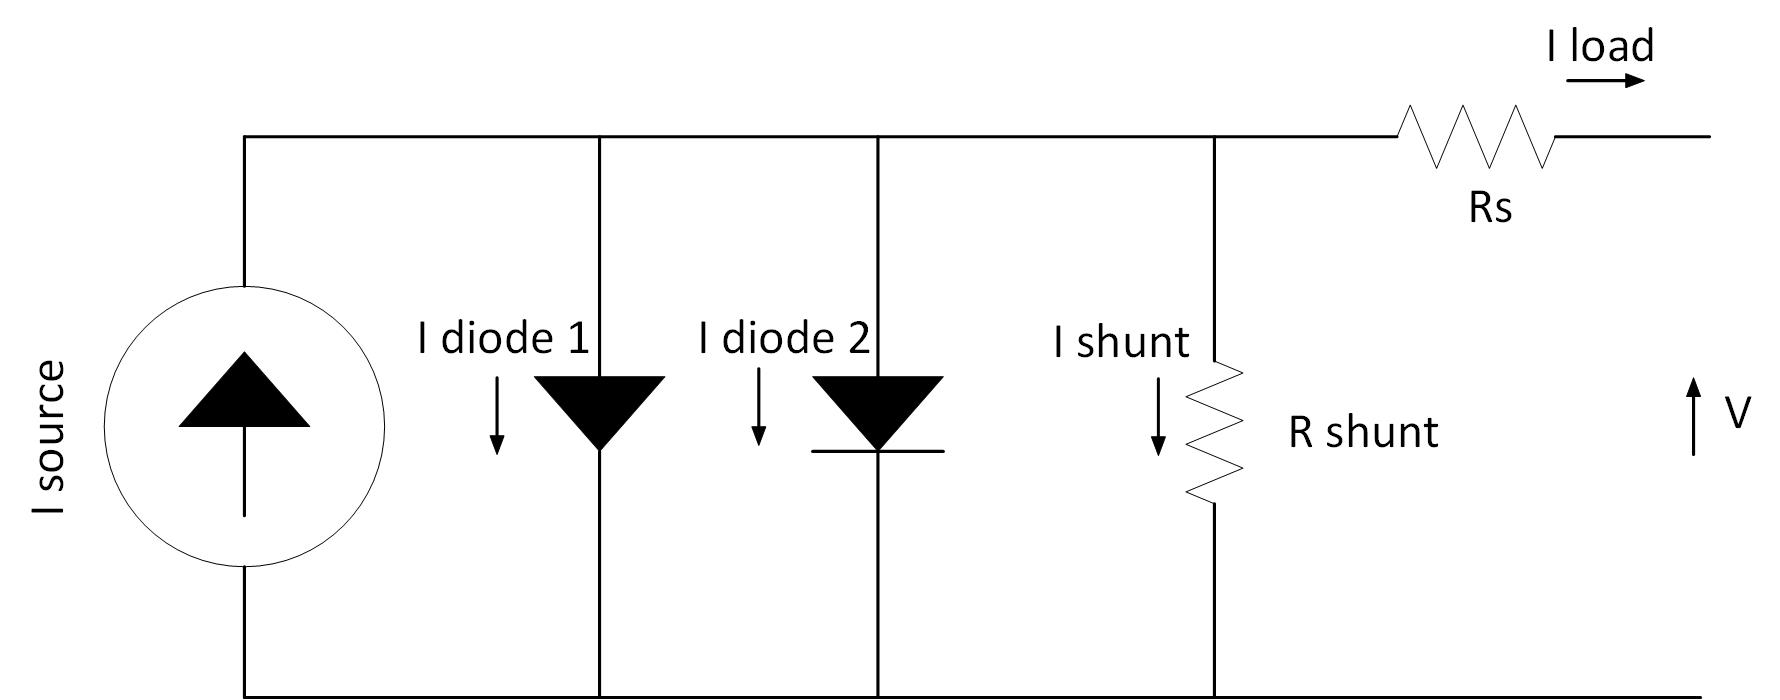 I load
Rs
I source
I diode 1
I diode 2
I shunt
R shunt
V